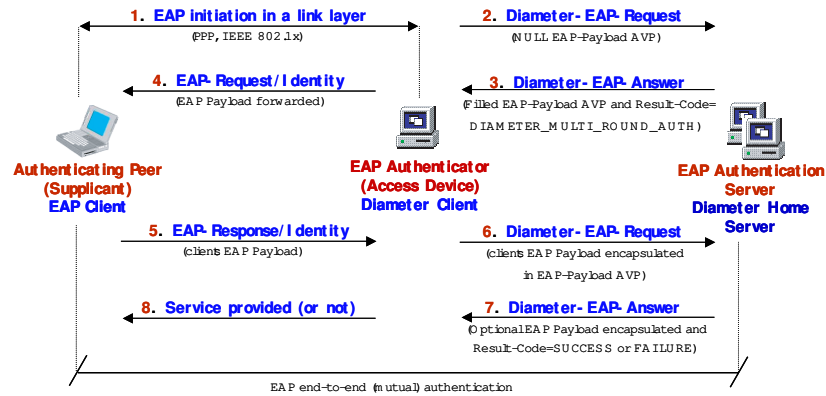 1. EAP initiation in a link layer
(PPP, IEEE 802.1x)
2. Diameter-EAP-Request
(NULL EAP-Payload AVP)
4. EAP-Request/Identity
(EAP Payload forwarded)
3. Diameter-EAP-Answer
(Filled EAP-Payload AVP and Result-Code=
DIAMETER_MULTI_ROUND_AUTH)
Authenticating Peer
(Supplicant)
EAP Client
EAP Authenticator
(Access Device)
Diameter Client
EAP Authentication
Server
Diameter Home
Server
5. EAP-Response/Identity
(clients EAP Payload)
6. Diameter-EAP-Request
(clients EAP Payload encapsulated
in EAP-Payload AVP)
8. Service provided (or not)
7. Diameter-EAP-Answer
(Optional EAP Payload encapsulated and
Result-Code=SUCCESS or FAILURE)
EAP end-to-end (mutual) authentication